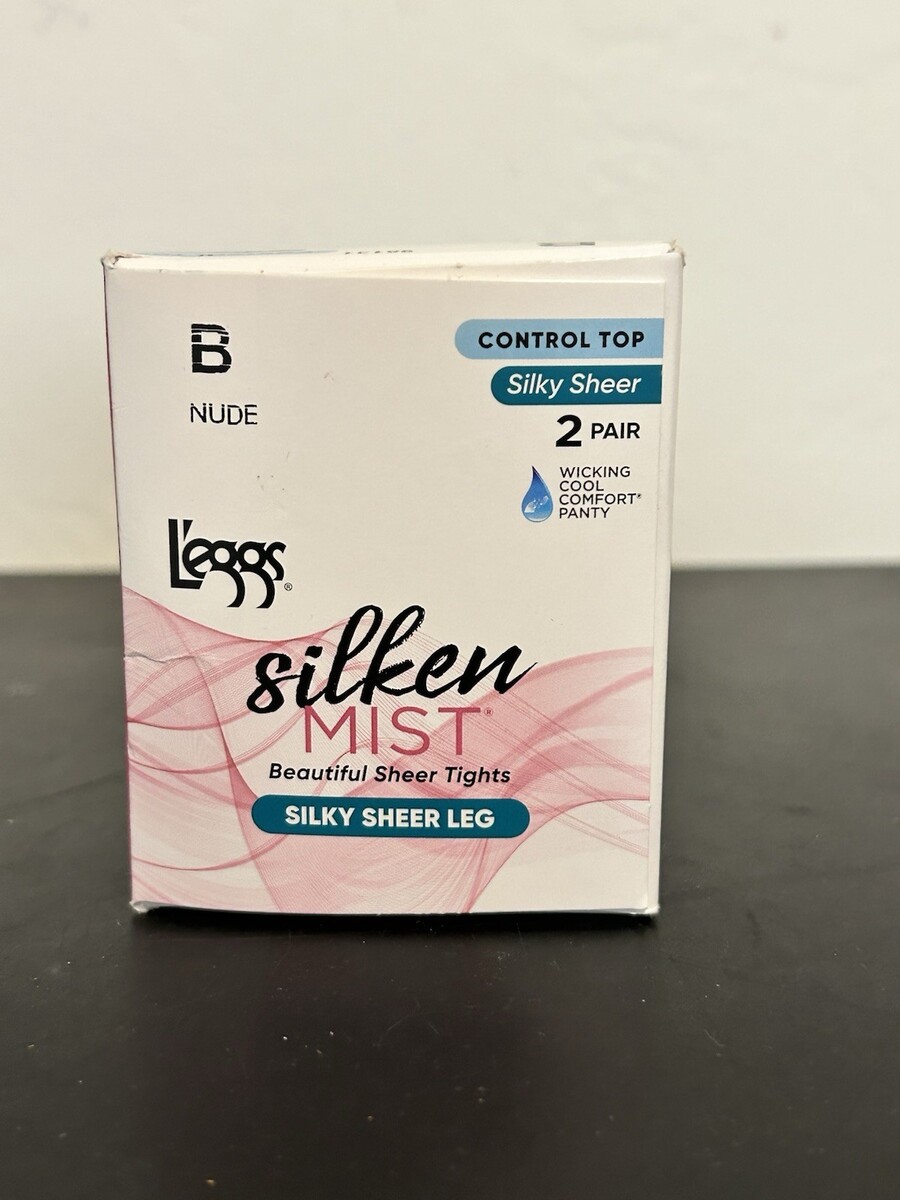 B
NUDE
CONTROL TOP
Silky Sheer
2 PAIR
WICKING
COOL
COMFORT®
PANTY
L'eggs®
silken
MIST®
Beautiful Sheer Tights
SILKY SHEER LEG